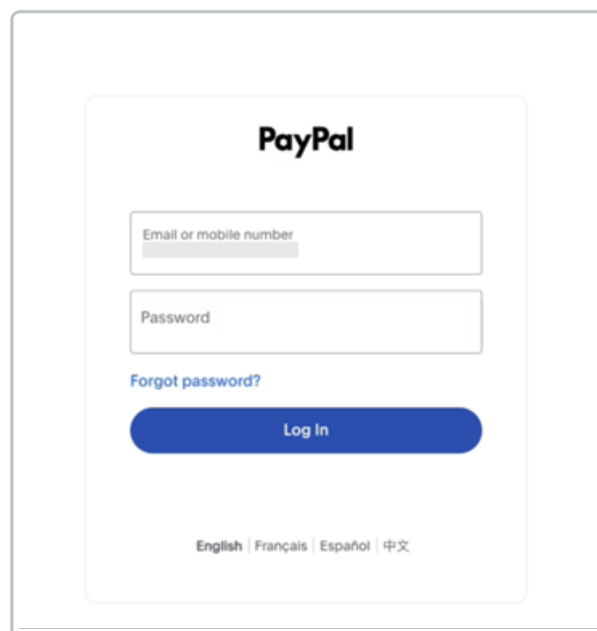 PayPal
Email or mobile number
Password
Forgot password?
Log In
English | Français | Español | 中文